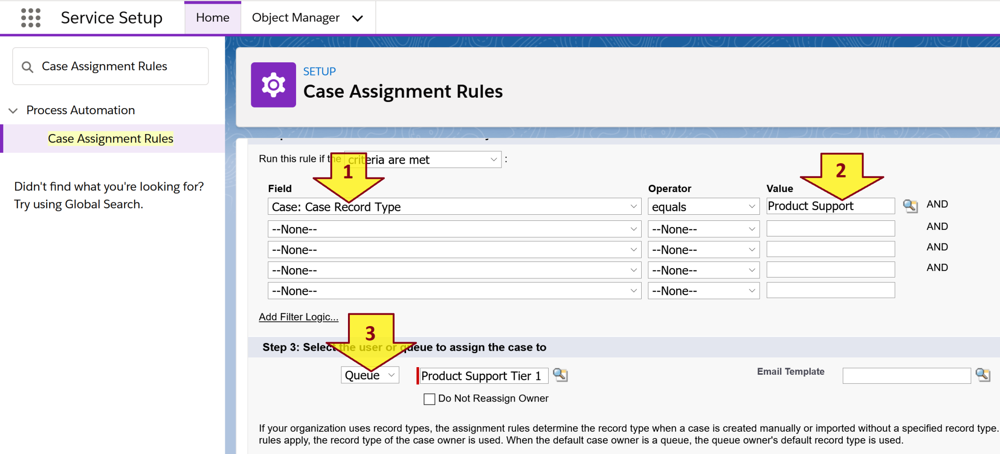 Service Setup
Home
Object Manager
Case Assignment Rules
Process Automation
Case Assignment Rules
Didn't find what you're looking for?
Try using Global Search.
SETUP
Case Assignment Rules
Run this rule if the criteria are met :
1
2
Field Operator Value
Case: Case Record Type equals Product Support AND
--None-- --None-- AND
--None-- --None-- AND
--None-- --None-- AND
--None-- --None--
Add Filter Logic...
3
Step 3: Select the user or queue to assign the case to
Queue Product Support Tier 1 Email Template
Do Not Reassign Owner
If your organization uses record types, the assignment rules determine the record type when a case is created manually or imported without a specified record type.
rules apply, the record type of the case owner is used. When the default case owner is a queue, the queue owner's default record type is used.